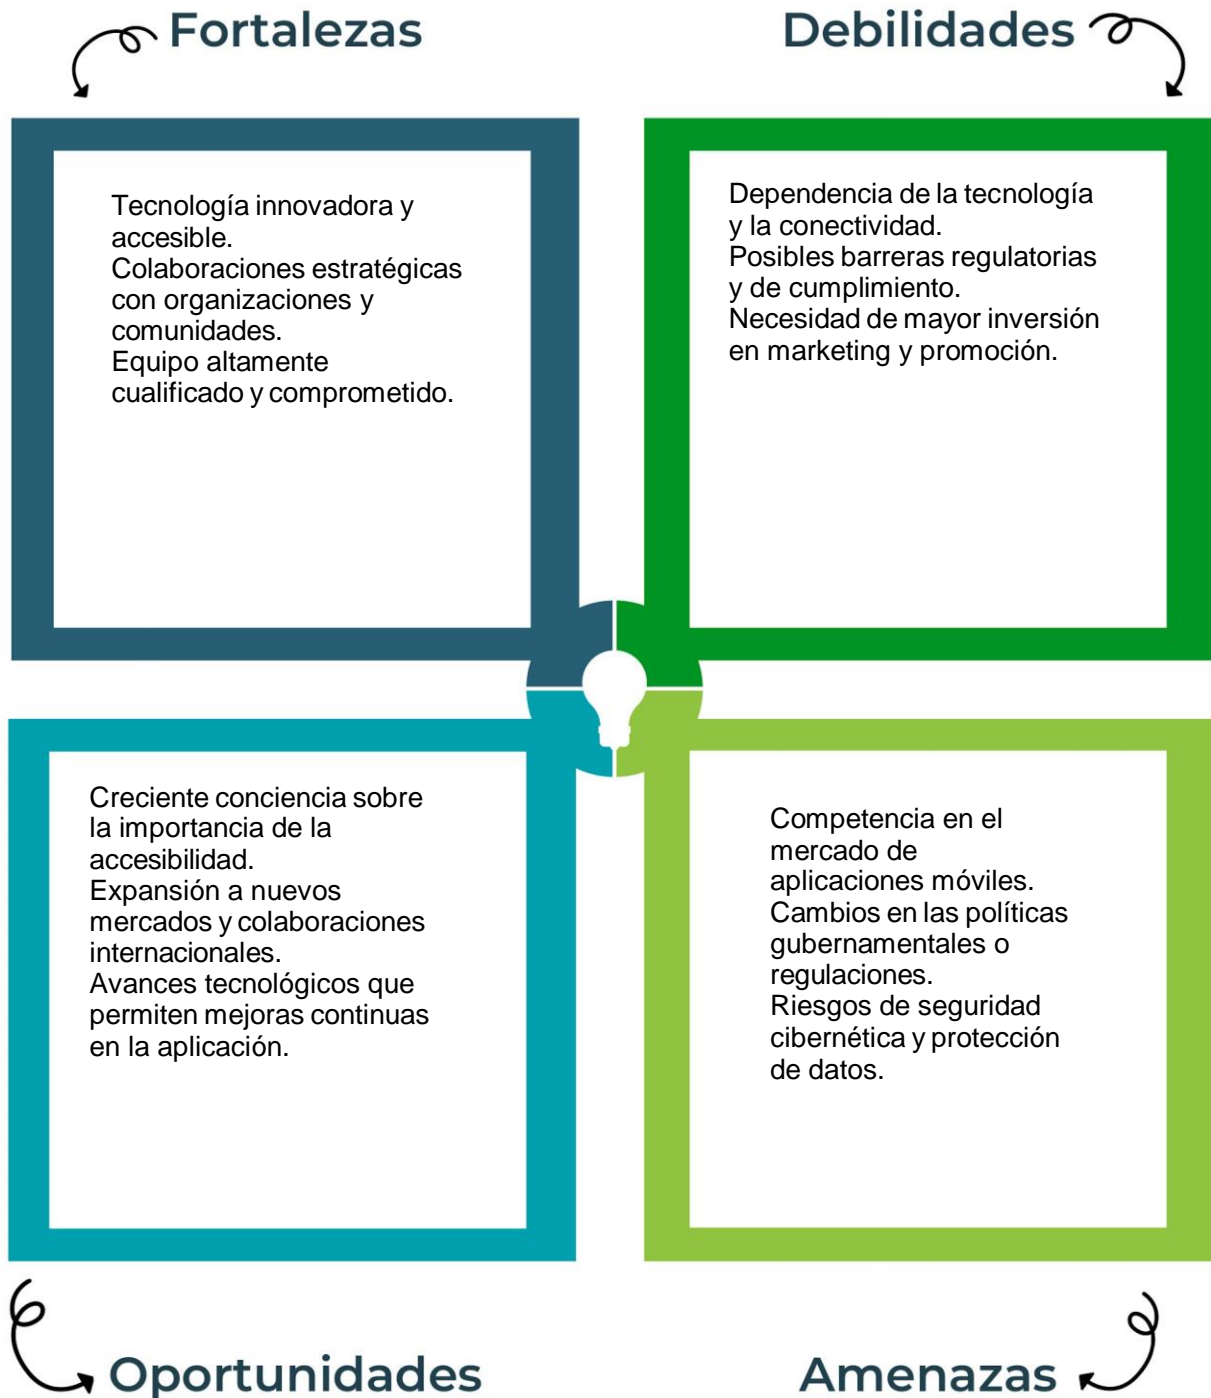 Fortalezas
Tecnología innovadora y
accesible.
Colaboraciones estratégicas
con organizaciones y
comunidades.
Equipo altamente
cualificado y comprometido.
Debilidades
Dependencia de la tecnología
y la conectividad.
Posibles barreras regulatorias
y de cumplimiento.
Necesidad de mayor inversión
en marketing y promoción.
Creciente conciencia sobre
la importancia de la
accesibilidad.
Expansión a nuevos
mercados y colaboraciones
internacionales.
Avances tecnológicos que
permiten mejoras continuas
en la aplicación.
Oportunidades
Competencia en el
mercado de
aplicaciones móviles.
Cambios en las políticas
gubernamentales o
regulaciones.
Riesgos de seguridad
cibernética y protección
de datos.
Amenazas